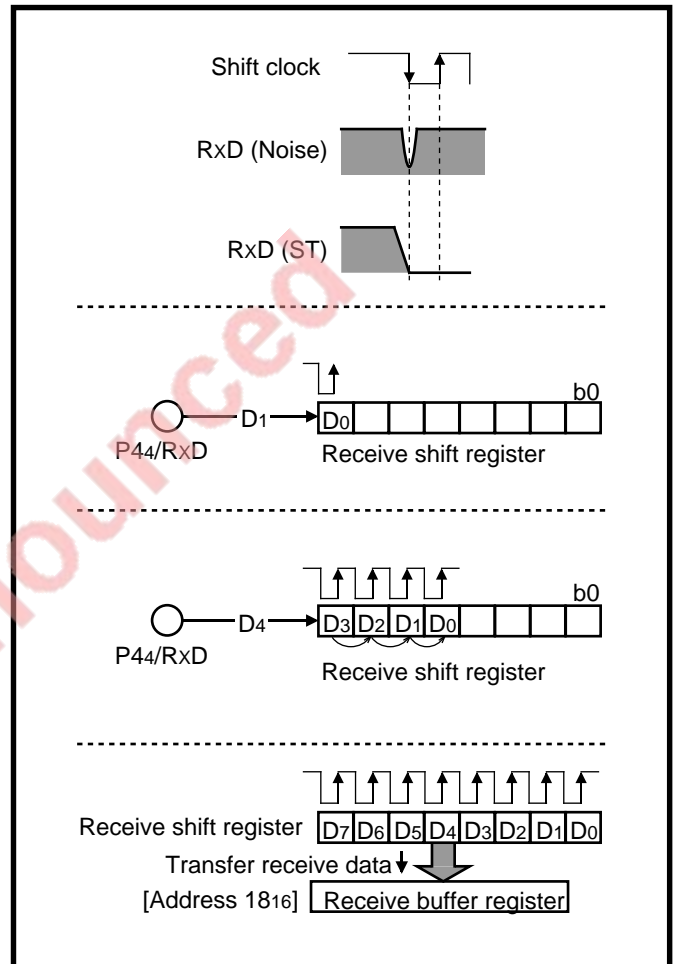 Shift clock
RxD (Noise)
RxD (ST)
b0
D1
D0
P44/RxD
Receive shift register
b0
D4
D3 D2 D1 D0
P44/RxD
Receive shift register
Receive shift register
D7 D6 D5 D4 D3 D2 D1 D0
Transfer receive data
[Address 1816]
Receive buffer register
ounced